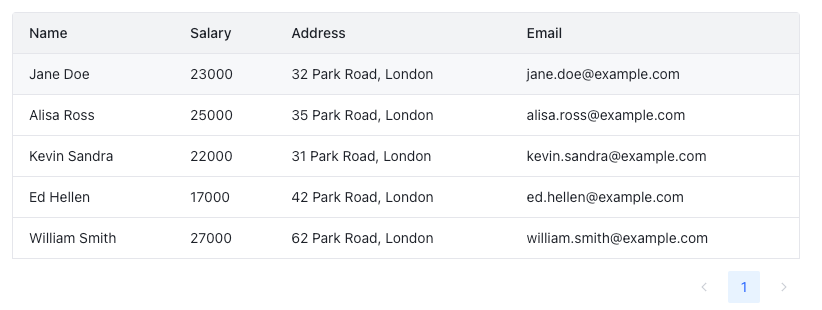 Name Salary Address Email
Jane Doe 23000 32 Park Road, London jane.doe@example.com
Alisa Ross 25000 35 Park Road, London alisa.ross@example.com
Kevin Sandra 22000 31 Park Road, London kevin.sandra@example.com
Ed Hellen 17000 42 Park Road, London ed.hellen@example.com
William Smith 27000 62 Park Road, London william.smith@example.com
1